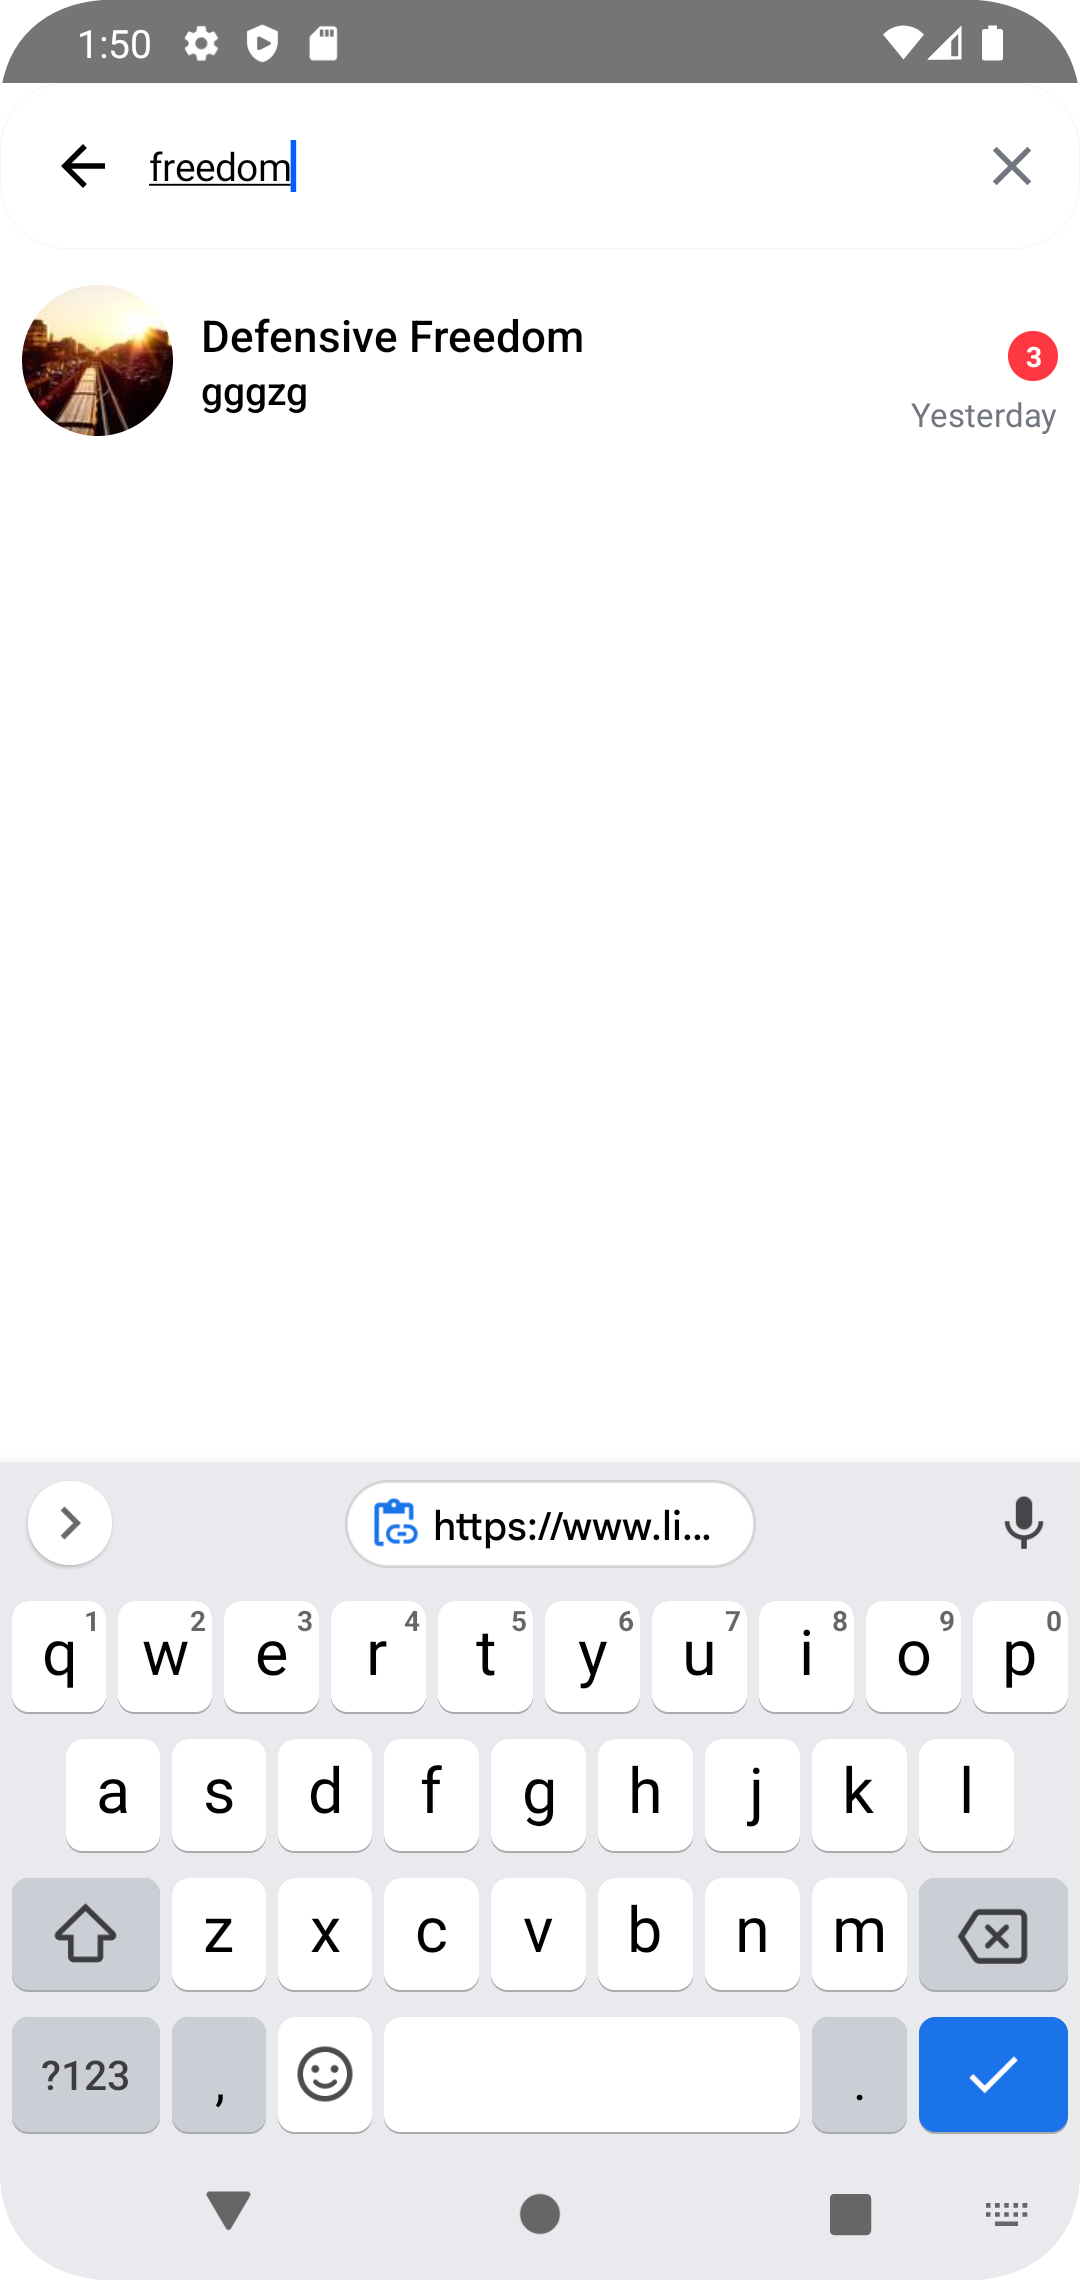 1:50
freedom
Defensive Freedom
gggzg
3
Yesterday
https://www.li...
q 1 w 2 e 3 r 4 t 5 y 6 u 7 i 8 o 9 p 0
a s d f g h j k l
z x c v b n m
?123 , .